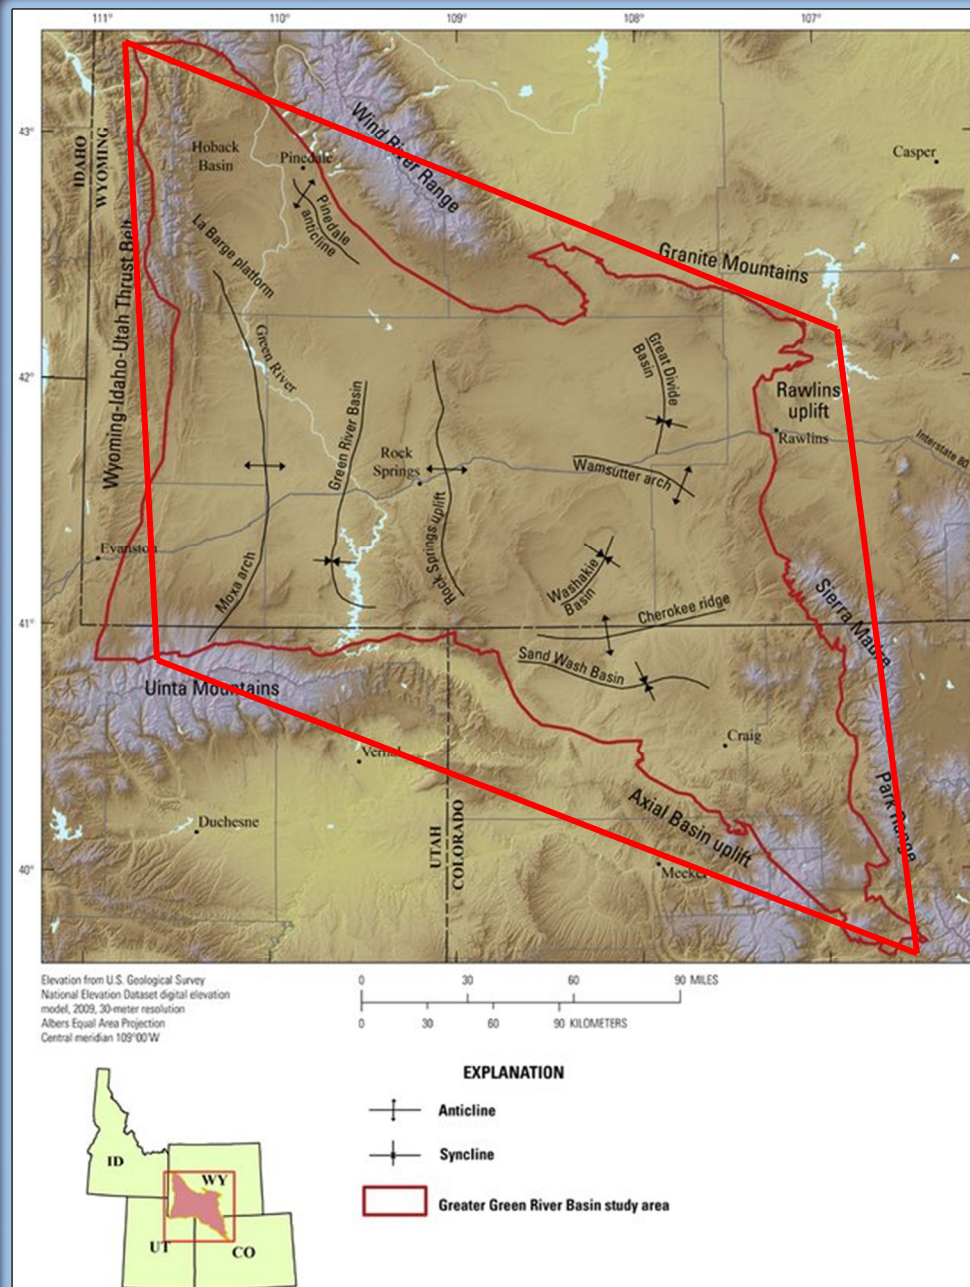 111°
110°
109°
108°
107°
43°
42°
41°
40°
IDAHO
WYOMING
Hoback
Basin
Pinedale
Wind River Range
Casper
Pinedale
anticline
La Barge platform
Granite Mountains
Wyoming-Idaho-Utah Thrust Belt
Green River
Great Divide
Basin
Rawlins
uplift
Rawlins
Interstate 80
Green River Basin
Rock
Springs
Wamsutter arch
Rock Springs uplift
Evanston
Moxa arch
Washakie
Basin
Cherokee ridge
Sierra Madre
Sand Wash Basin
Uinta Mountains
Craig
Vernal
Duchesne
UTAH
COLORADO
Axial Basin uplift
Park Range
Meeker
Elevation from U.S. Geological Survey
National Elevation Dataset digital elevation
model, 2009, 30-meter resolution
Albers Equal Area Projection
Central meridian 109°00'W
0 30 60 90 MILES
0 30 60 90 KILOMETERS
EXPLANATION
Anticline
Syncline
Greater Green River Basin study area
ID
WY
UT
CO